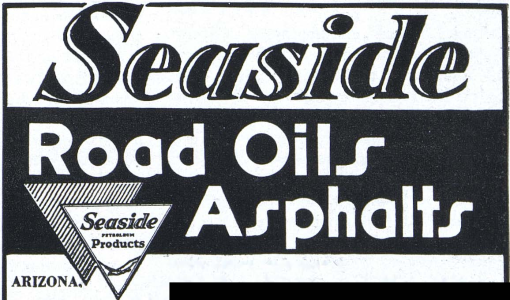 Seaside
Road Oils
Asphalts
Seaside
PETROLEUM
Products
ARIZONA,